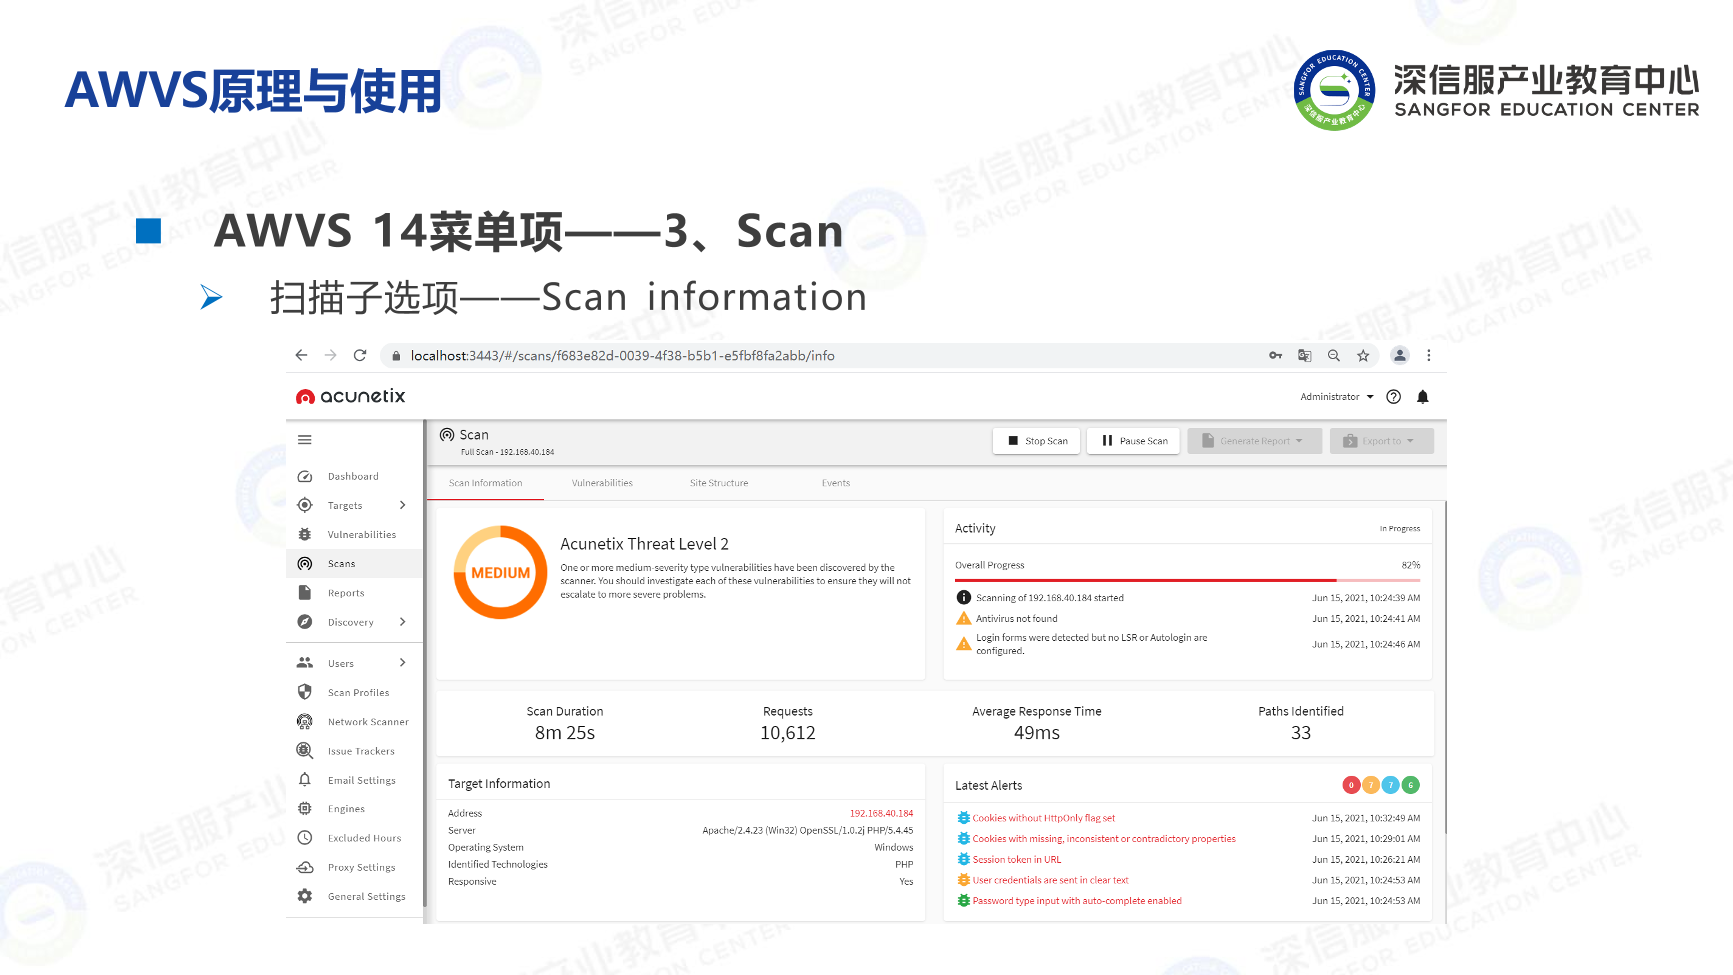 AWVS原理与使用
深信服产业教育中心
SANGFOR EDUCATION CENTER
AWVS 14菜单项——3、Scan
扫描子选项——Scan information
localhost:3443/#/scans/f683e82d-0039-4f38-b5b1-e5fbf8fa2abb/info
acunetix
Administrator
Scan
Full Scan - 192.168.40.184
Stop Scan
Pause Scan
Generate Report
Export to
Dashboard
Targets
Vulnerabilities
Scans
Reports
Discovery
Users
Scan Profiles
Network Scanner
Issue Trackers
Email Settings
Engines
Excluded Hours
Proxy Settings
General Settings
Scan Information
Vulnerabilities
Site Structure
Events
MEDIUM
Acunetix Threat Level 2
One or more medium-severity type vulnerabilities have been discovered by the
scanner. You should investigate each of these vulnerabilities to ensure they will not
escalate to more severe problems.
Activity
In Progress
Overall Progress
82%
Scanning of 192.168.40.184 started
Jun 15, 2021, 10:24:39 AM
Antivirus not found
Jun 15, 2021, 10:24:41 AM
Login forms were detected but no LSR or Autologin are
configured.
Jun 15, 2021, 10:24:46 AM
Scan Duration
8m 25s
Requests
10,612
Average Response Time
49ms
Paths Identified
33
Target Information
Address
192.168.40.184
Server
Apache/2.4.23 (Win32) OpenSSL/1.0.2j PHP/5.4.45
Operating System
Windows
Identified Technologies
PHP
Responsive
Yes
Latest Alerts
0 7 7 6
Cookies without HttpOnly flag set
Jun 15, 2021, 10:32:49 AM
Cookies with missing, inconsistent or contradictory properties
Jun 15, 2021, 10:29:01 AM
Session token in URL
Jun 15, 2021, 10:26:21 AM
User credentials are sent in clear text
Jun 15, 2021, 10:24:53 AM
Password type input with auto-complete enabled
Jun 15, 2021, 10:24:53 AM